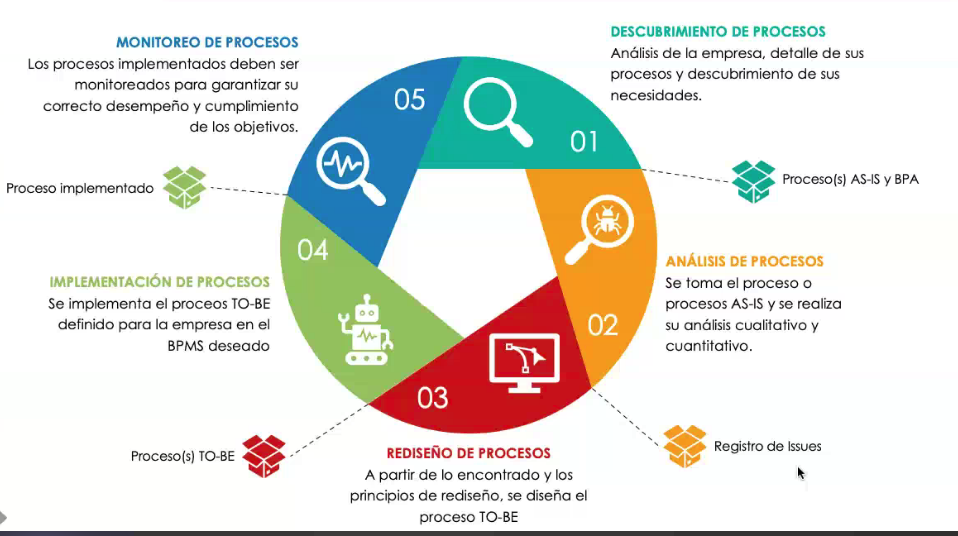 MONITOREO DE PROCESOS
Los procesos implementados deben ser
monitoreados para garantizar su
correcto desempeño y cumplimiento
de los objetivos.
05
DESCUBRIMIENTO DE PROCESOS
Análisis de la empresa, detalle de sus
procesos y descubrimiento de sus
necesidades.
01
Proceso implementado
Proceso(s) AS-IS y BPA
04
IMPLEMENTACIÓN DE PROCESOS
Se implementa el proceos TO-BE
definido para la empresa en el
BPMS deseado
ANÁLISIS DE PROCESOS
Se toma el proceso o
procesos AS-IS y se realiza
su análisis cualitativo y
cuantitativo.
02
03
Proceso(s) TO-BE
Registro de Issues
REDISEÑO DE PROCESOS
A partir de lo encontrado y los
principios de rediseño, se diseña el
proceso TO-BE